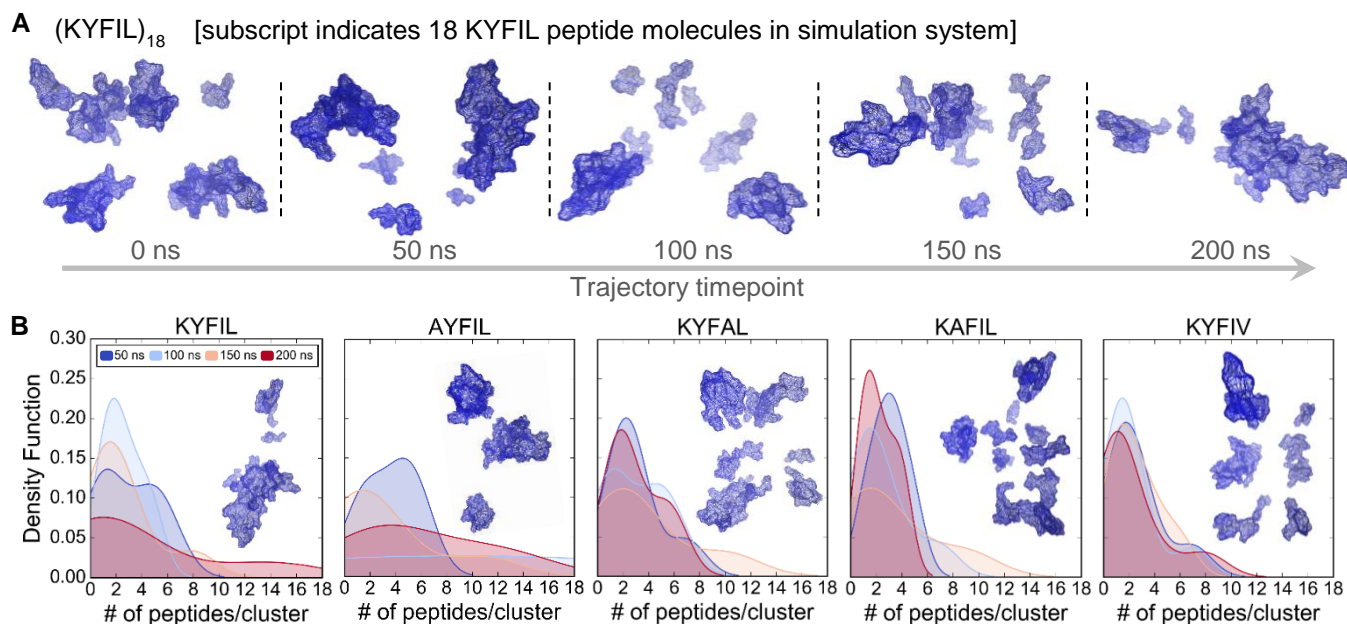 A (KYFIL)18 [subscript indicates 18 KYFIL peptide molecules in simulation system]
0 ns 50 ns 100 ns 150 ns 200 ns
Trajectory timepoint
B KYFIL AYFIL KYFAL KAFIL KYFIV
50 ns 100 ns 150 ns 200 ns
Density Function
0.30
0.25
0.20
0.15
0.10
0.05
0.00
0 2 4 6 8 10 12 14 16 18 0 2 4 6 8 10 12 14 16 18 0 2 4 6 8 10 12 14 16 18 0 2 4 6 8 10 12 14 16 18 0 2 4 6 8 10 12 14 16 18
# of peptides/cluster # of peptides/cluster # of peptides/cluster # of peptides/cluster # of peptides/cluster